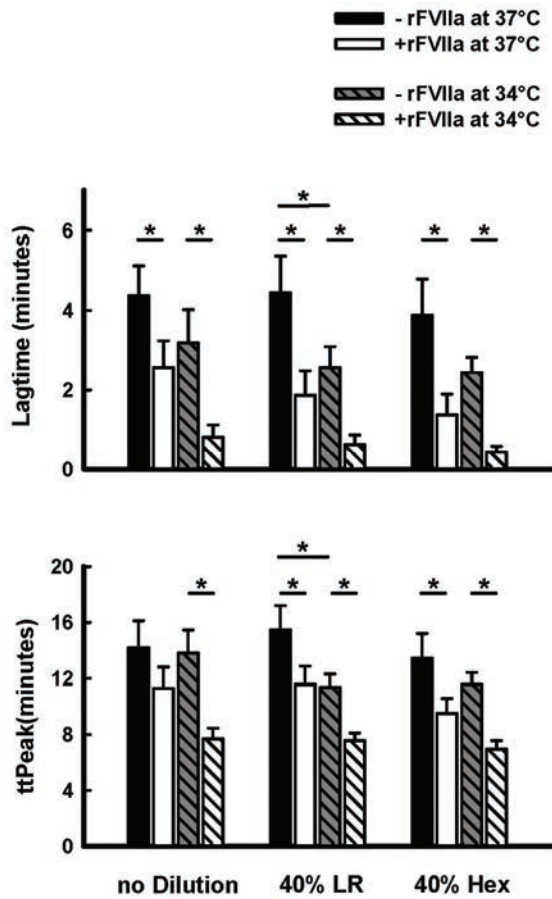 - rFVIIa at 37°C
+rFVIIa at 37°C
- rFVIIa at 34°C
+rFVIIa at 34°C
Lagtime (minutes)
6
4
2
0
* * * * * * *
ttPeak(minutes)
20
16
12
8
4
0
* * * * * *
no Dilution 40% LR 40% Hex